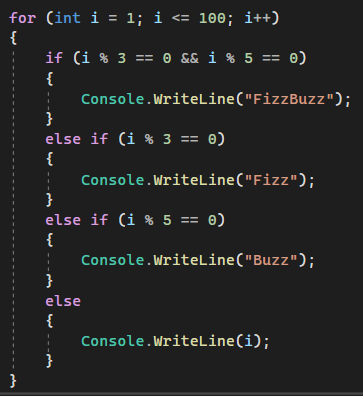 for (int i = 1; i <= 100; i++)
{
    if (i % 3 == 0 && i % 5 == 0)
    {
        Console.WriteLine("FizzBuzz");
    }
    else if (i % 3 == 0)
    {
        Console.WriteLine("Fizz");
    }
    else if (i % 5 == 0)
    {
        Console.WriteLine("Buzz");
    }
    else
    {
        Console.WriteLine(i);
    }
}